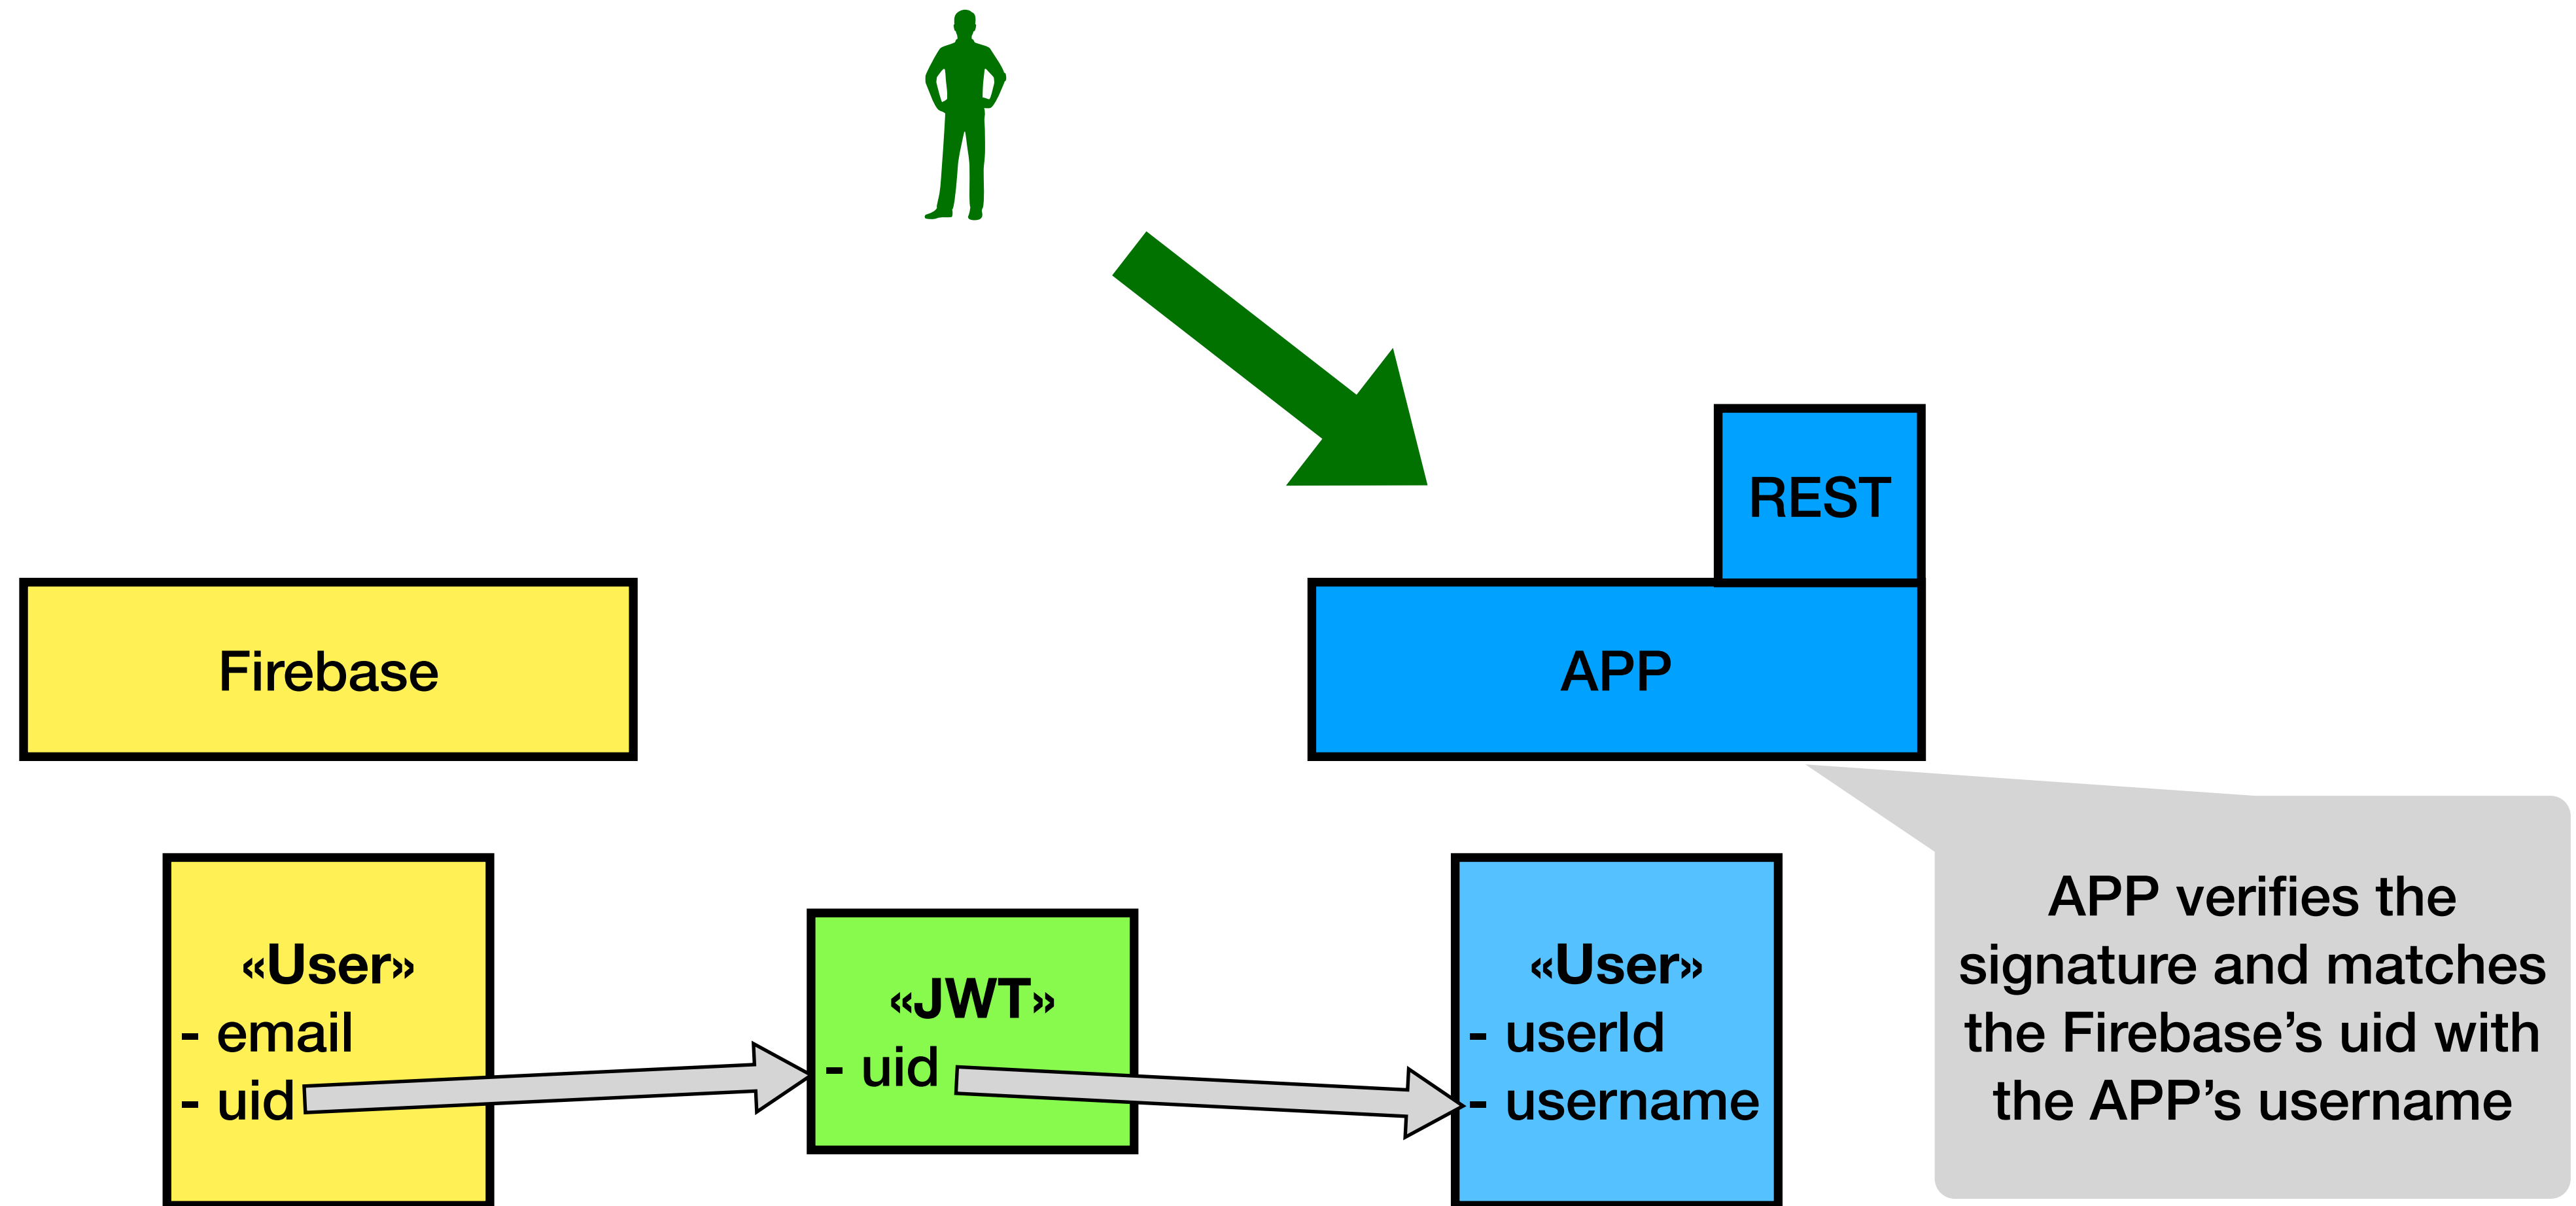 REST
Firebase
APP
«User»
- email
- uid
«JWT»
- uid
«User»
- userId
- username
APP verifies the
signature and matches
the Firebase’s uid with
the APP’s username